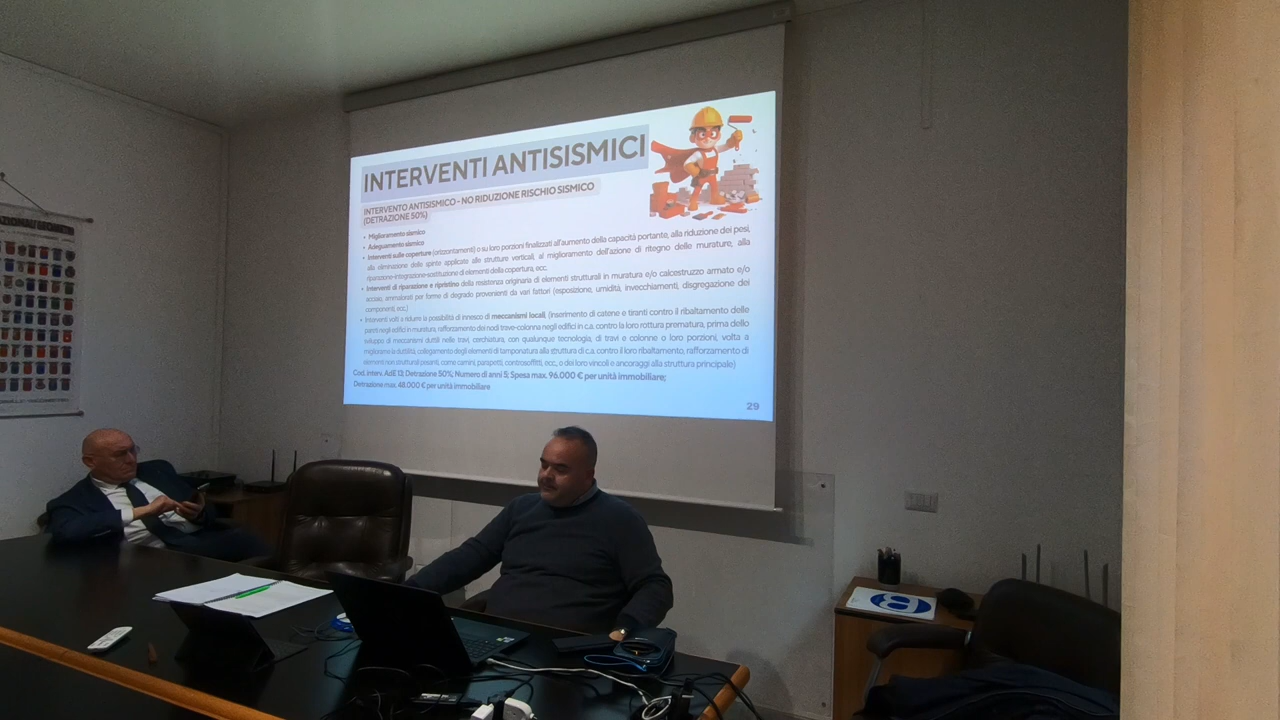 INTERVENTI ANTISISMICI
INTERVENTO ANTISISMICO - NO RIDUZIONE RISCHIO SISMICO
(DETRAZIONE 50%)
• Miglioramento sismico
• Adeguamento sismico
• Interventi sulle coperture (orizzontamenti) o su loro porzioni finalizzati all'aumento della capacità portante, alla riduzione dei pesi,
alla eliminazione delle spinte applicate alle strutture verticali, al miglioramento dell'azione di ritegno delle murature, alla
riparazione-integrazione-sostituzione di elementi della copertura, ecc.
• Interventi di riparazione e ripristino della resistenza originaria di elementi strutturali in muratura e/o calcestruzzo armato e/o
acciaio, ammalorati per forme di degrado provenienti da vari fattori (esposizione, umidità, invecchiamenti, disgregazione dei
componenti, ecc.)
• Interventi volti a ridurre la possibilità di innesco di meccanismi locali, (inserimento di catene e tiranti contro il ribaltamento delle
pareti negli edifici in muratura, rafforzamento dei nodi trave-colonna negli edifici in c.a. contro la loro rottura prematura, prima dello
sviluppo di meccanismi duttili nelle travi, cerchiatura, con qualunque tecnologia, di travi e colonne o loro porzioni, volta a
migliorarne la duttilità, collegamento degli elementi di tamponatura alla struttura di c.a. contro il loro ribaltamento, rafforzamento di
elementi non strutturali pesanti, come camini, parapetti, controsoffitti, ecc., o dei loro vincoli e ancoraggi alla struttura principale)
Cod. interv. AdE 13; Detrazione 50%; Numero di anni 5; Spesa max. 96.000 € per unità immobiliare;
Detrazione max. 48.000 € per unità immobiliare
29